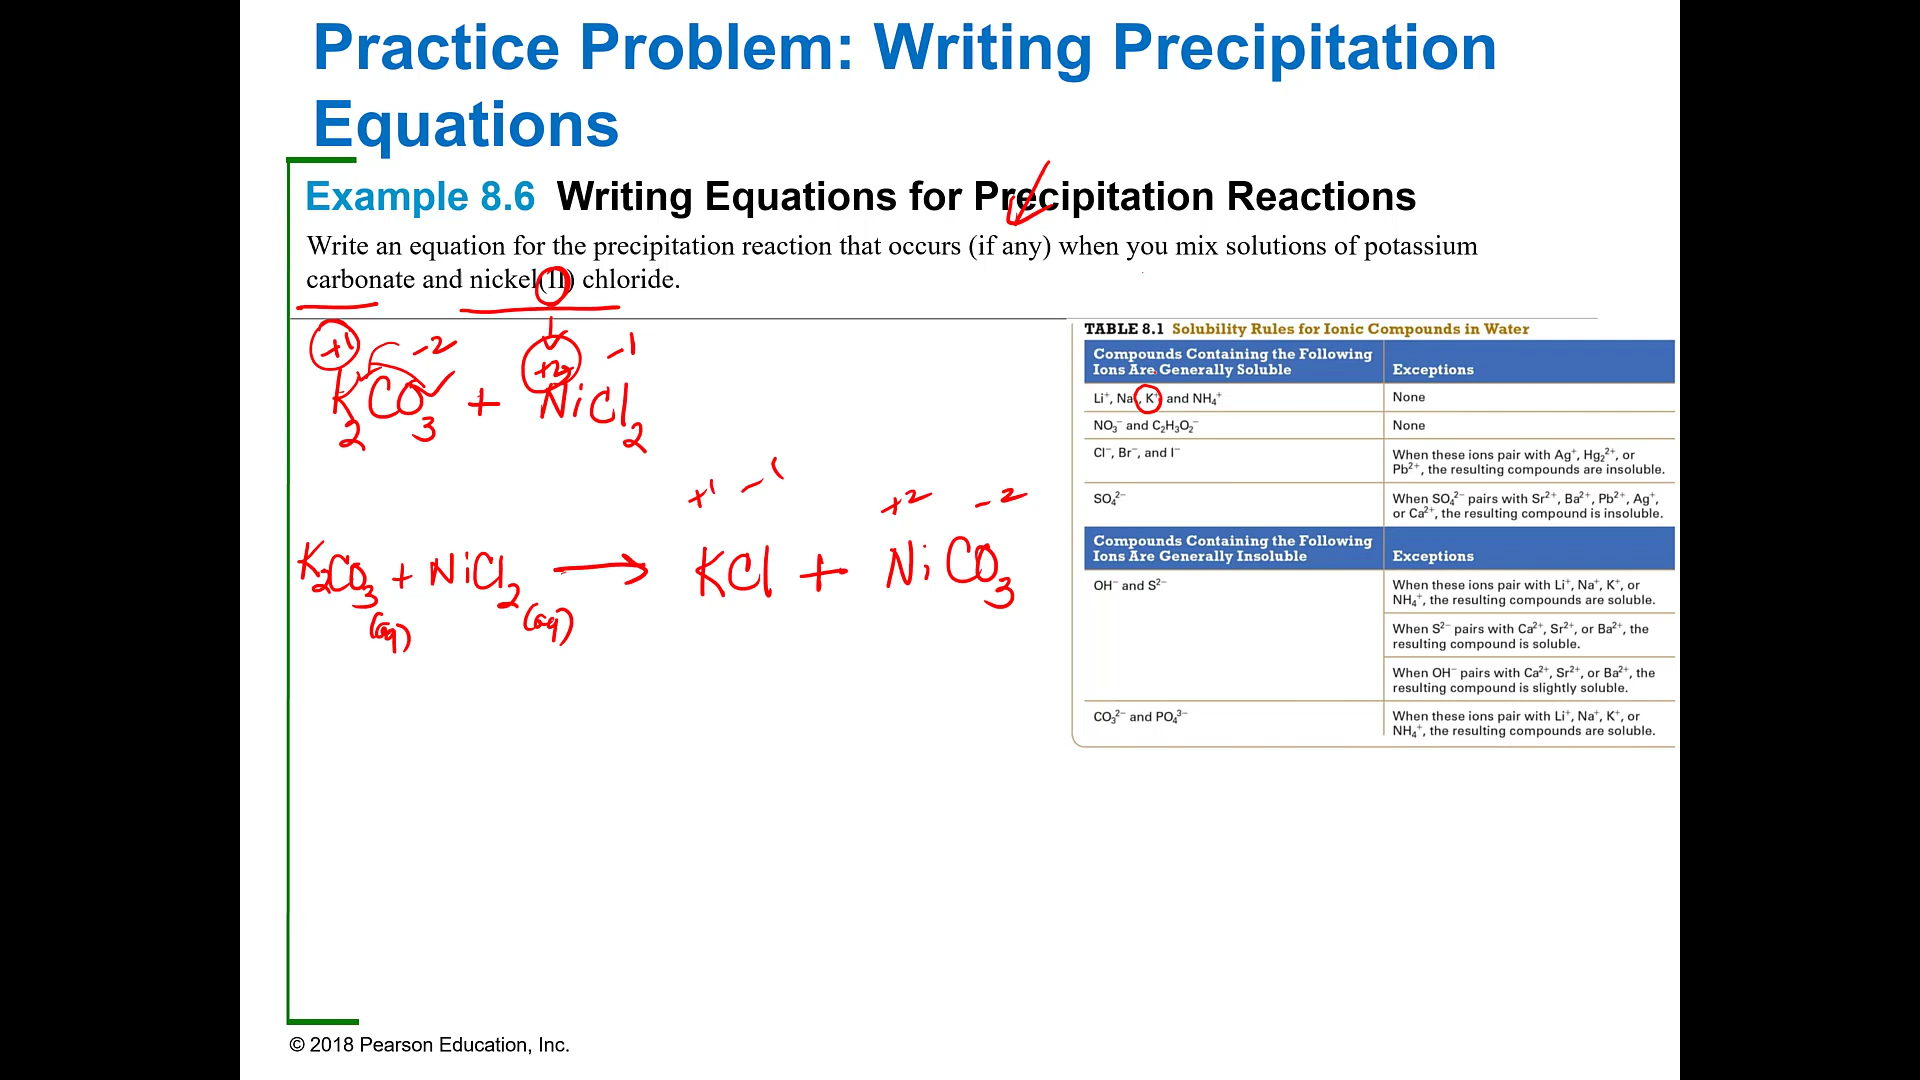 Practice Problem: Writing Precipitation
Equations
Example 8.6 Writing Equations for Precipitation Reactions
Write an equation for the precipitation reaction that occurs (if any) when you mix solutions of potassium
carbonate and nickel(II) chloride.
+1 -2 +2 -1
K₂CO₃ + NiCl₂
+1 -1 +2 -2
K₂CO₃ (aq) + NiCl₂ (aq) → KCl + NiCO₃
TABLE 8.1 Solubility Rules for Ionic Compounds in Water
Compounds Containing the Following
Ions Are Generally Soluble
Exceptions
Li⁺, Na⁺, K⁺, and NH₄⁺
None
NO₃⁻ and C₂H₃O₂⁻
None
Cl⁻, Br⁻, and I⁻
When these ions pair with Ag⁺, Hg₂²⁺, or
Pb²⁺, the resulting compounds are insoluble.
SO₄²⁻
When SO₄²⁻ pairs with Sr²⁺, Ba²⁺, Pb²⁺, Ag⁺,
or Ca²⁺, the resulting compound is insoluble.
Compounds Containing the Following
Ions Are Generally Insoluble
Exceptions
OH⁻ and S²⁻
When these ions pair with Li⁺, Na⁺, K⁺, or
NH₄⁺, the resulting compounds are soluble.
When S²⁻ pairs with Ca²⁺, Sr²⁺, or Ba²⁺, the
resulting compound is soluble.
When OH⁻ pairs with Ca²⁺, Sr²⁺, or Ba²⁺, the
resulting compound is slightly soluble.
CO₃²⁻ and PO₄³⁻
When these ions pair with Li⁺, Na⁺, K⁺, or
NH₄⁺, the resulting compounds are soluble.
© 2018 Pearson Education, Inc.